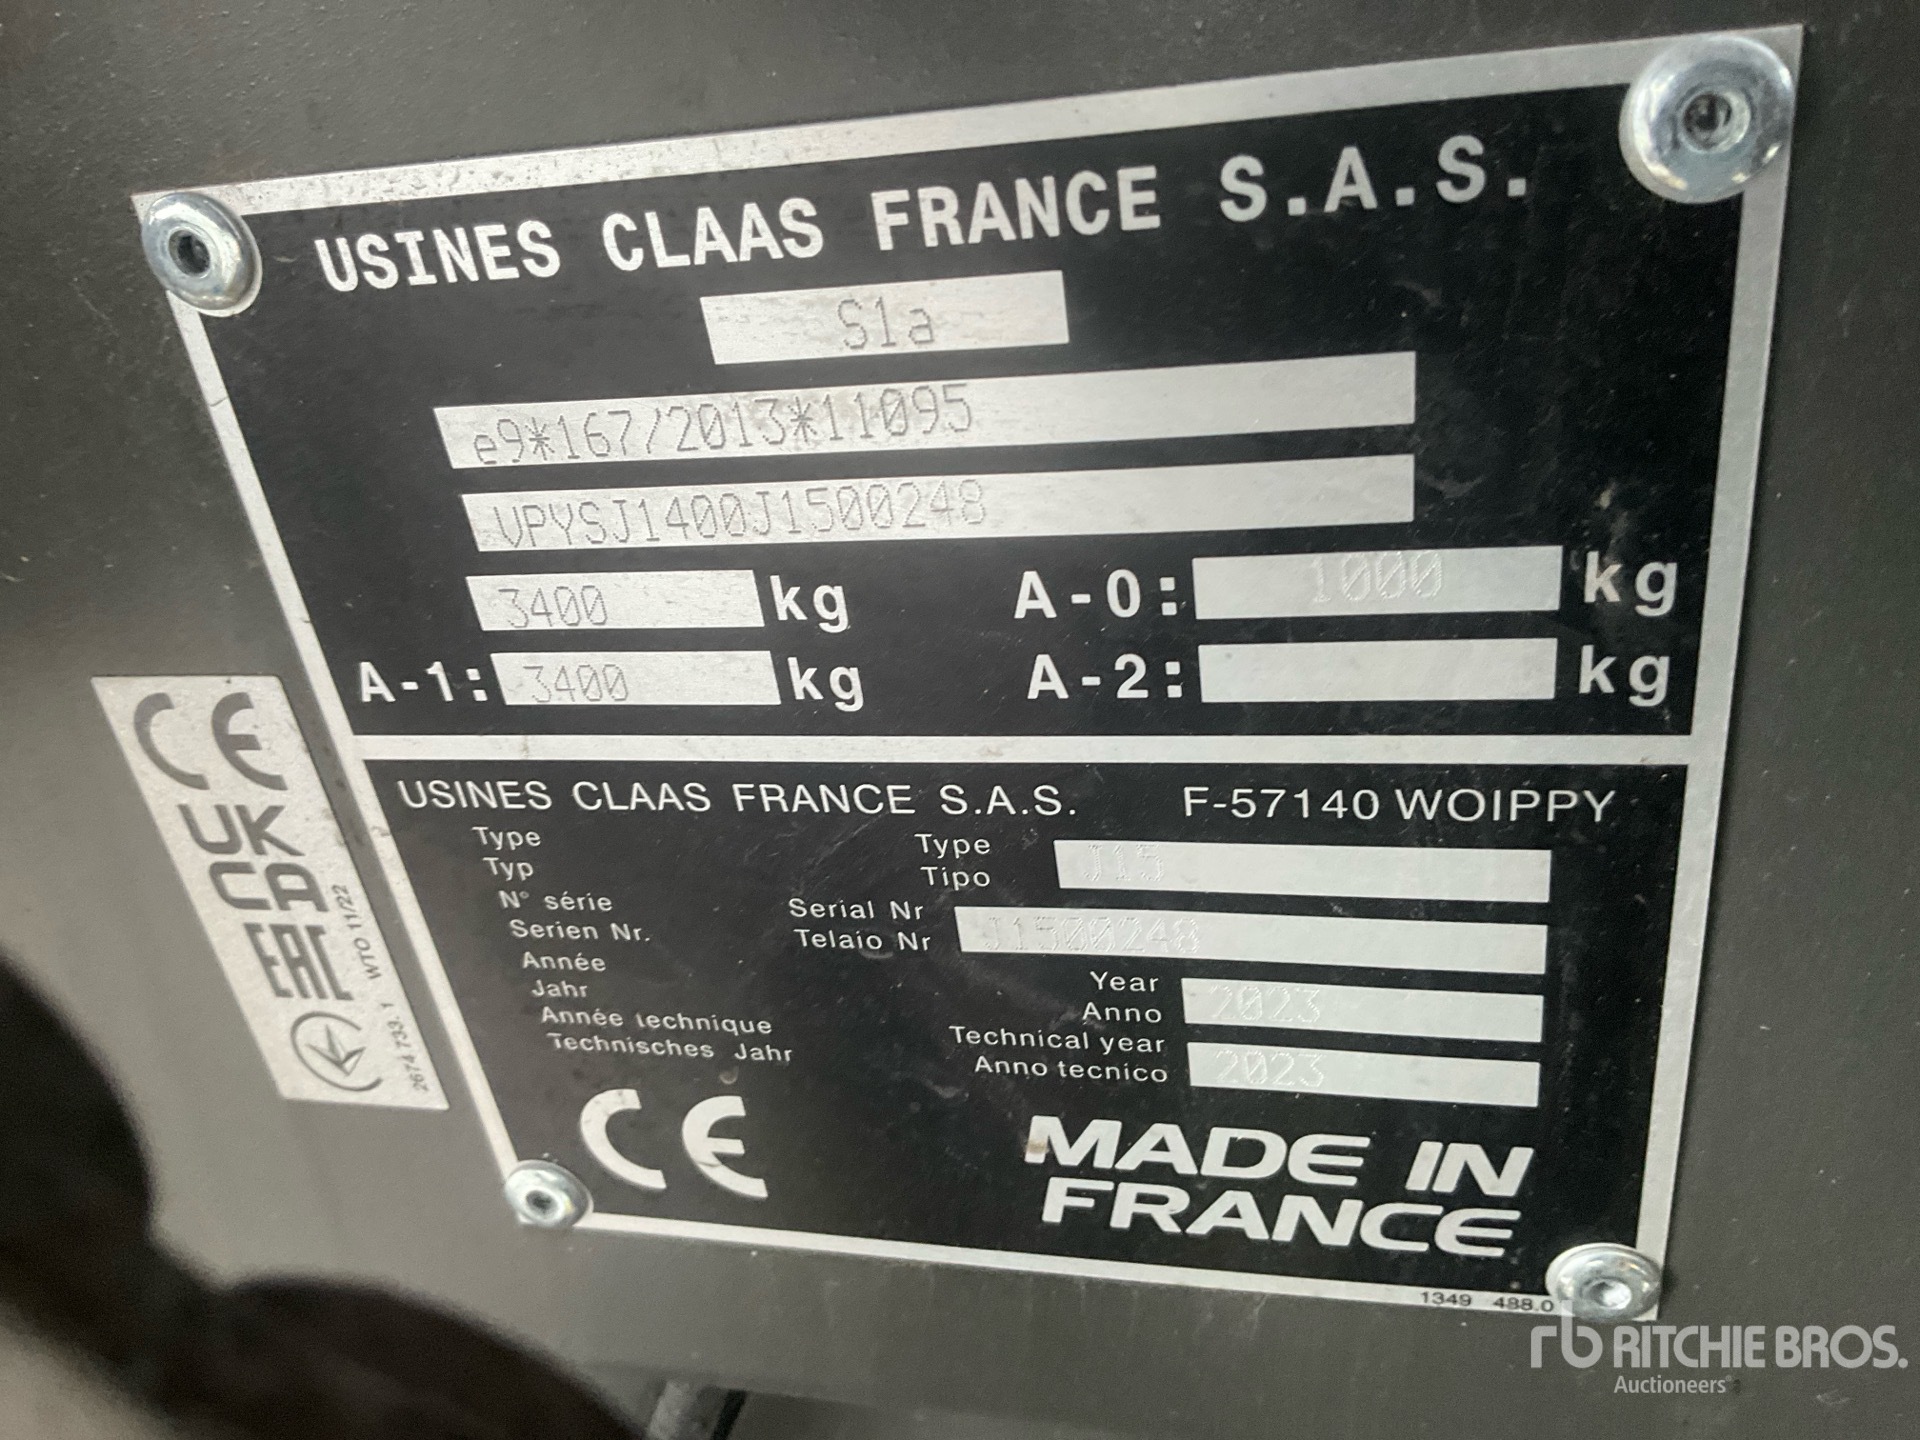 USINES CLAAS FRANCE S.A.S.
S1a
e9*167/2013*11095
VPYSJ1400J1500248
3400 kg A-0: 1000 kg
A-1: 3400 kg A-2: kg
USINES CLAAS FRANCE S.A.S. F-57140 WOIPPY
Type Type J15
Typ Tipo
N° série Serial Nr J1500248
Serien Nr. Telaio Nr
Année Year 2023
Jahr Anno
Année technique Technical year 2023
Technisches Jahr Anno tecnico
CE MADE IN
FRANCE
1349 488.0
CE
UK
CA
EAC
WTO 11/22
2674 739.1
rb RITCHIE BROS.
Auctioneers